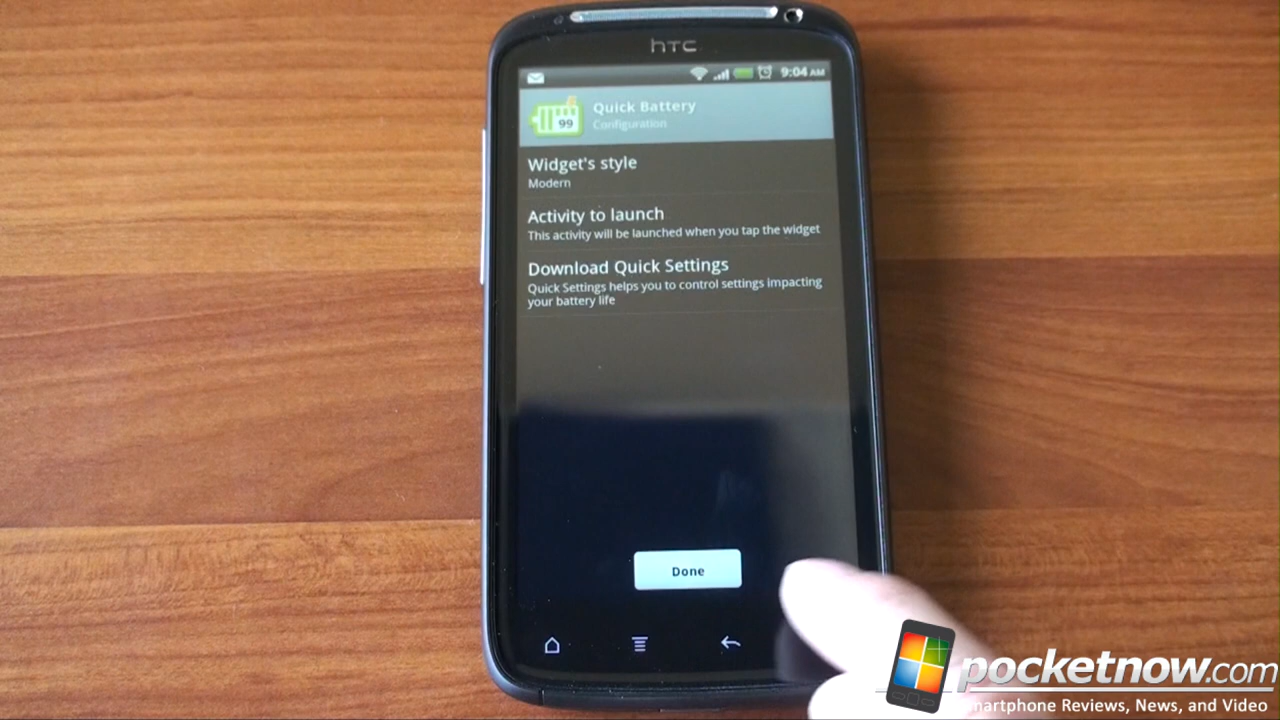 htc
9:04 AM
99
Quick Battery
Configuration
Widget's style
Modern
Activity to launch
This activity will be launched when you tap the widget
Download Quick Settings
Quick Settings helps you to control settings impacting
your battery life
Done
pocketnow.com
Smartphone Reviews, News, and Video